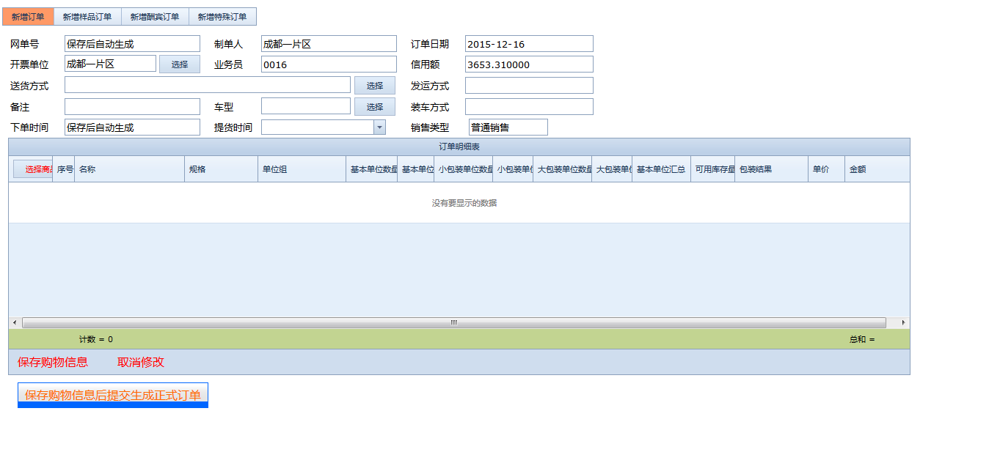 新增订单 新增样品订单 新增酬宾订单 新增特殊订单
网单号 保存后自动生成 制单人 成都一片区 订单日期 2015-12-16
开票单位 成都一片区 选择 业务员 0016 信用额 3653.310000
送货方式 选择 发运方式
备注 车型 选择 装车方式
下单时间 保存后自动生成 提货时间 销售类型 普通销售
订单明细表
选择商品 序号 名称 规格 单位组 基本单位数量 基本单位 小包装单位数量 小包装单位 大包装单位数量 大包装单位 基本单位汇总 可用库存量 包装结果 单价 金额
没有要显示的数据
计数 = 0 总和 =
保存购物信息 取消修改
保存购物信息后提交生成正式订单